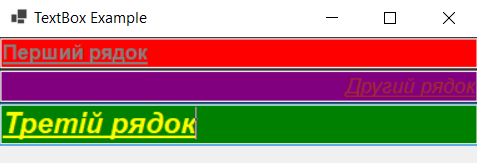 TextBox Example
Перший рядок
Другий рядок
Третій рядок